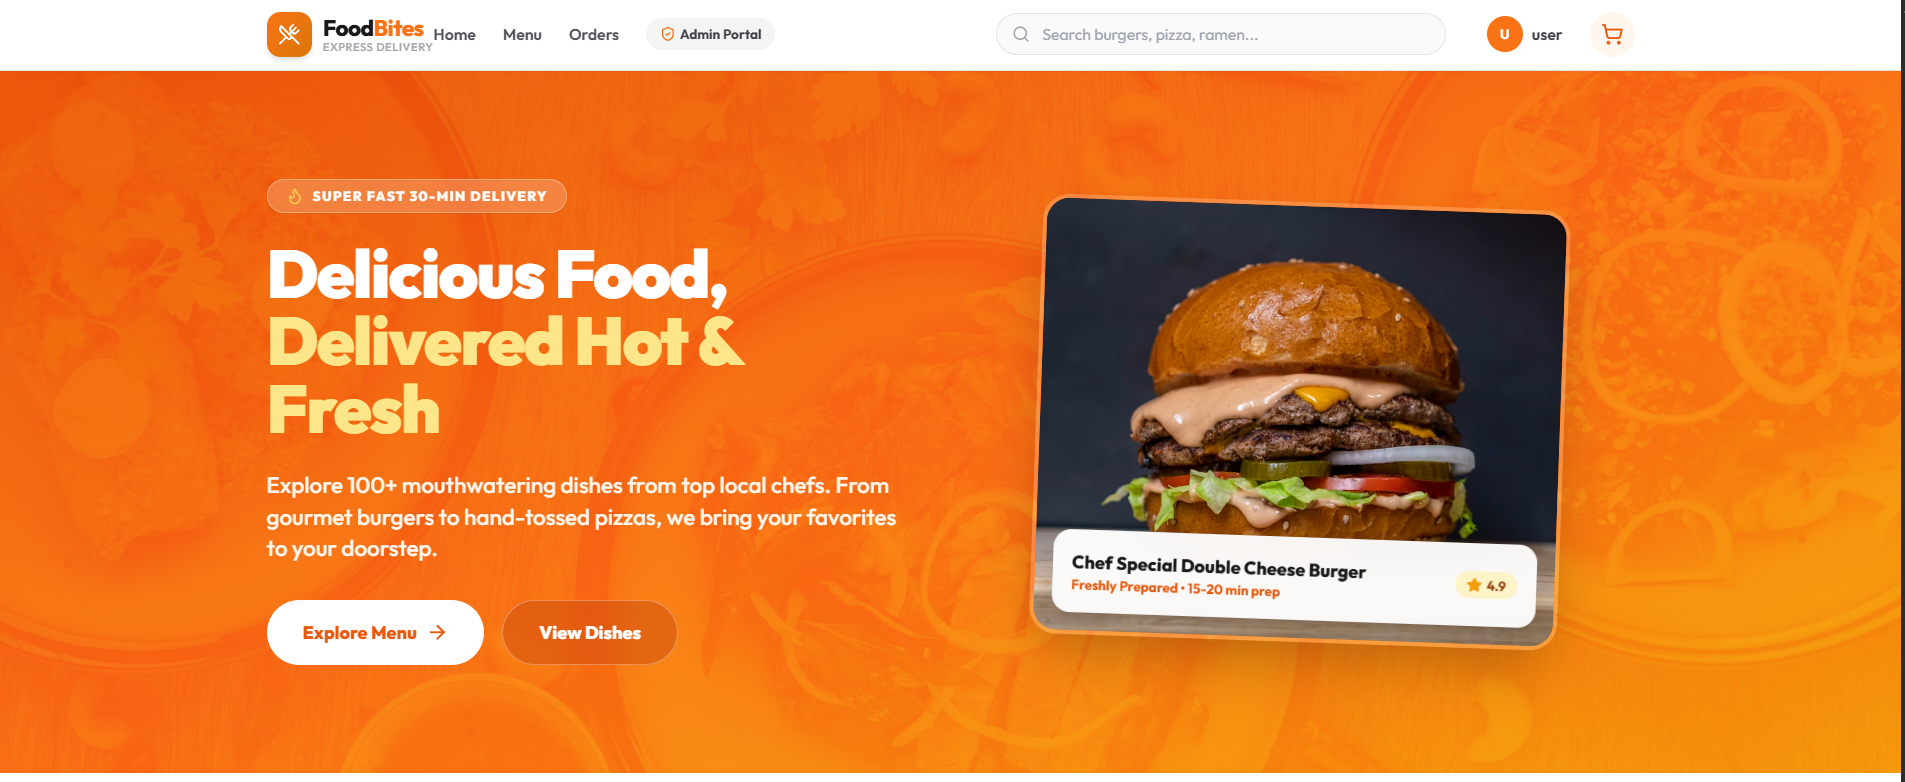 FoodBites
EXPRESS DELIVERY
Home
Menu
Orders
Admin Portal
Search burgers, pizza, ramen...
U
user
SUPER FAST 30-MIN DELIVERY
Delicious Food,
Delivered Hot &
Fresh
Explore 100+ mouthwatering dishes from top local chefs. From
gourmet burgers to hand-tossed pizzas, we bring your favorites
to your doorstep.
Explore Menu
View Dishes
Chef Special Double Cheese Burger
Freshly Prepared • 15-20 min prep
4.9